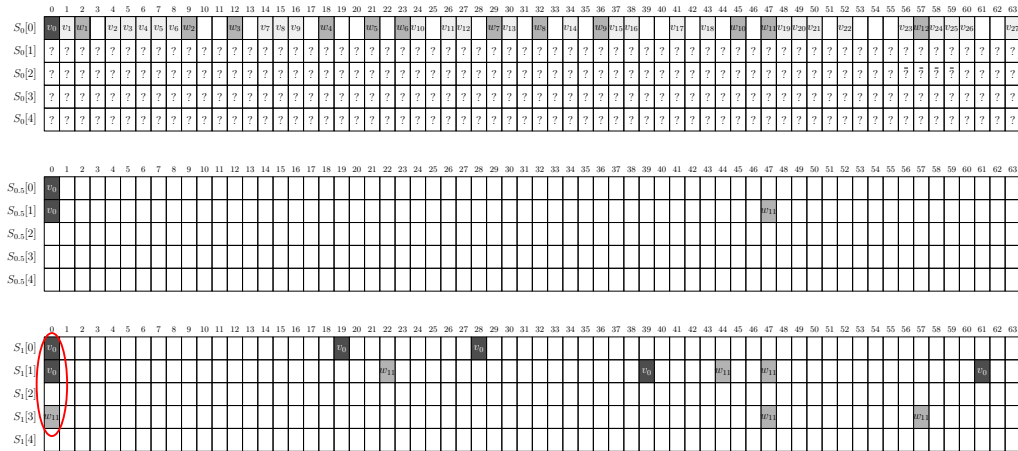 0 1 2 3 4 5 6 7 8 9 10 11 12 13 14 15 16 17 18 19 20 21 22 23 24 25 26 27 28 29 30 31 32 33 34 35 36 37 38 39 40 41 42 43 44 45 46 47 48 49 50 51 52 53 54 55 56 57 58 59 60 61 62 63
S₀[0] v₀ v₁ w₁ v₂ v₃ v₄ v₅ v₆ w₂ w₃ v₇ v₈ v₉ w₄ w₅ w₆ v₁₀ v₁₁ v₁₂ w₇ v₁₃ w₈ v₁₄ w₉ v₁₅ v₁₆ v₁₇ v₁₈ w₁₀ w₁₁ v₁₉ v₂₀ v₂₁ v₂₂ v₂₃ w₁₂ v₂₄ v₂₅ v₂₆ v₂₇
S₀[1] ? ? ? ? ? ? ? ? ? ? ? ? ? ? ? ? ? ? ? ? ? ? ? ? ? ? ? ? ? ? ? ? ? ? ? ? ? ? ? ? ? ? ? ? ? ? ? ? ? ? ? ? ? ? ? ? ? ? ? ? ? ? ? ?
S₀[2] ? ? ? ? ? ? ? ? ? ? ? ? ? ? ? ? ? ? ? ? ? ? ? ? ? ? ? ? ? ? ? ? ? ? ? ? ? ? ? ? ? ? ? ? ? ? ? ? ? ? ? ? ? ? ? ? ?̄ ?̄ ?̄ ?̄ ? ? ? ?
S₀[3] ? ? ? ? ? ? ? ? ? ? ? ? ? ? ? ? ? ? ? ? ? ? ? ? ? ? ? ? ? ? ? ? ? ? ? ? ? ? ? ? ? ? ? ? ? ? ? ? ? ? ? ? ? ? ? ? ? ? ? ? ? ? ? ?
S₀[4] ? ? ? ? ? ? ? ? ? ? ? ? ? ? ? ? ? ? ? ? ? ? ? ? ? ? ? ? ? ? ? ? ? ? ? ? ? ? ? ? ? ? ? ? ? ? ? ? ? ? ? ? ? ? ? ? ? ? ? ? ? ? ? ?
0 1 2 3 4 5 6 7 8 9 10 11 12 13 14 15 16 17 18 19 20 21 22 23 24 25 26 27 28 29 30 31 32 33 34 35 36 37 38 39 40 41 42 43 44 45 46 47 48 49 50 51 52 53 54 55 56 57 58 59 60 61 62 63
S₀.₅[0] v₀
S₀.₅[1] v₀ w₁₁
S₀.₅[2]
S₀.₅[3]
S₀.₅[4]
0 1 2 3 4 5 6 7 8 9 10 11 12 13 14 15 16 17 18 19 20 21 22 23 24 25 26 27 28 29 30 31 32 33 34 35 36 37 38 39 40 41 42 43 44 45 46 47 48 49 50 51 52 53 54 55 56 57 58 59 60 61 62 63
S₁[0] v₀ v₀ v₀
S₁[1] v₀ w₁₁ v₀ w₁₁ w₁₁ v₀
S₁[2]
S₁[3] w₁₁ w₁₁ w₁₁
S₁[4]